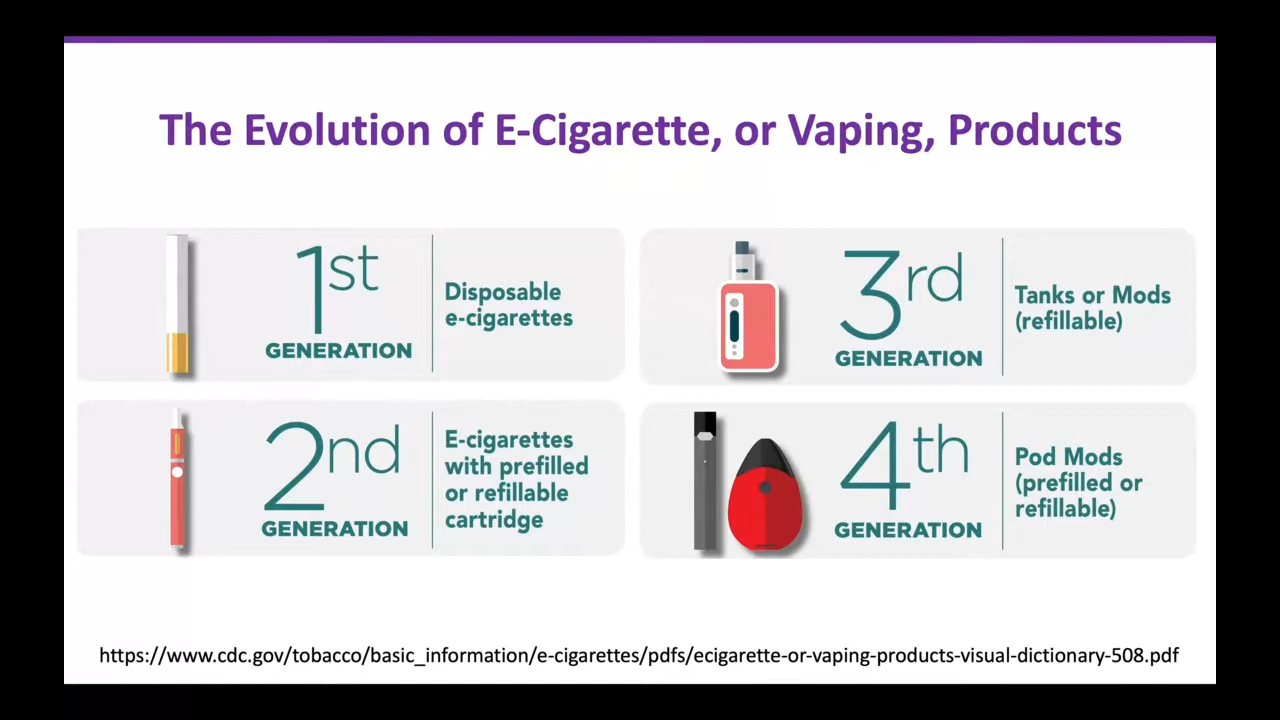 The Evolution of E-Cigarette, or Vaping, Products
1st
GENERATION
Disposable
e-cigarettes
2nd
GENERATION
E-cigarettes
with prefilled
or refillable
cartridge
3rd
GENERATION
Tanks or Mods
(refillable)
4th
GENERATION
Pod Mods
(prefilled or
refillable)
https://www.cdc.gov/tobacco/basic_information/e-cigarettes/pdfs/ecigarette-or-vaping-products-visual-dictionary-508.pdf